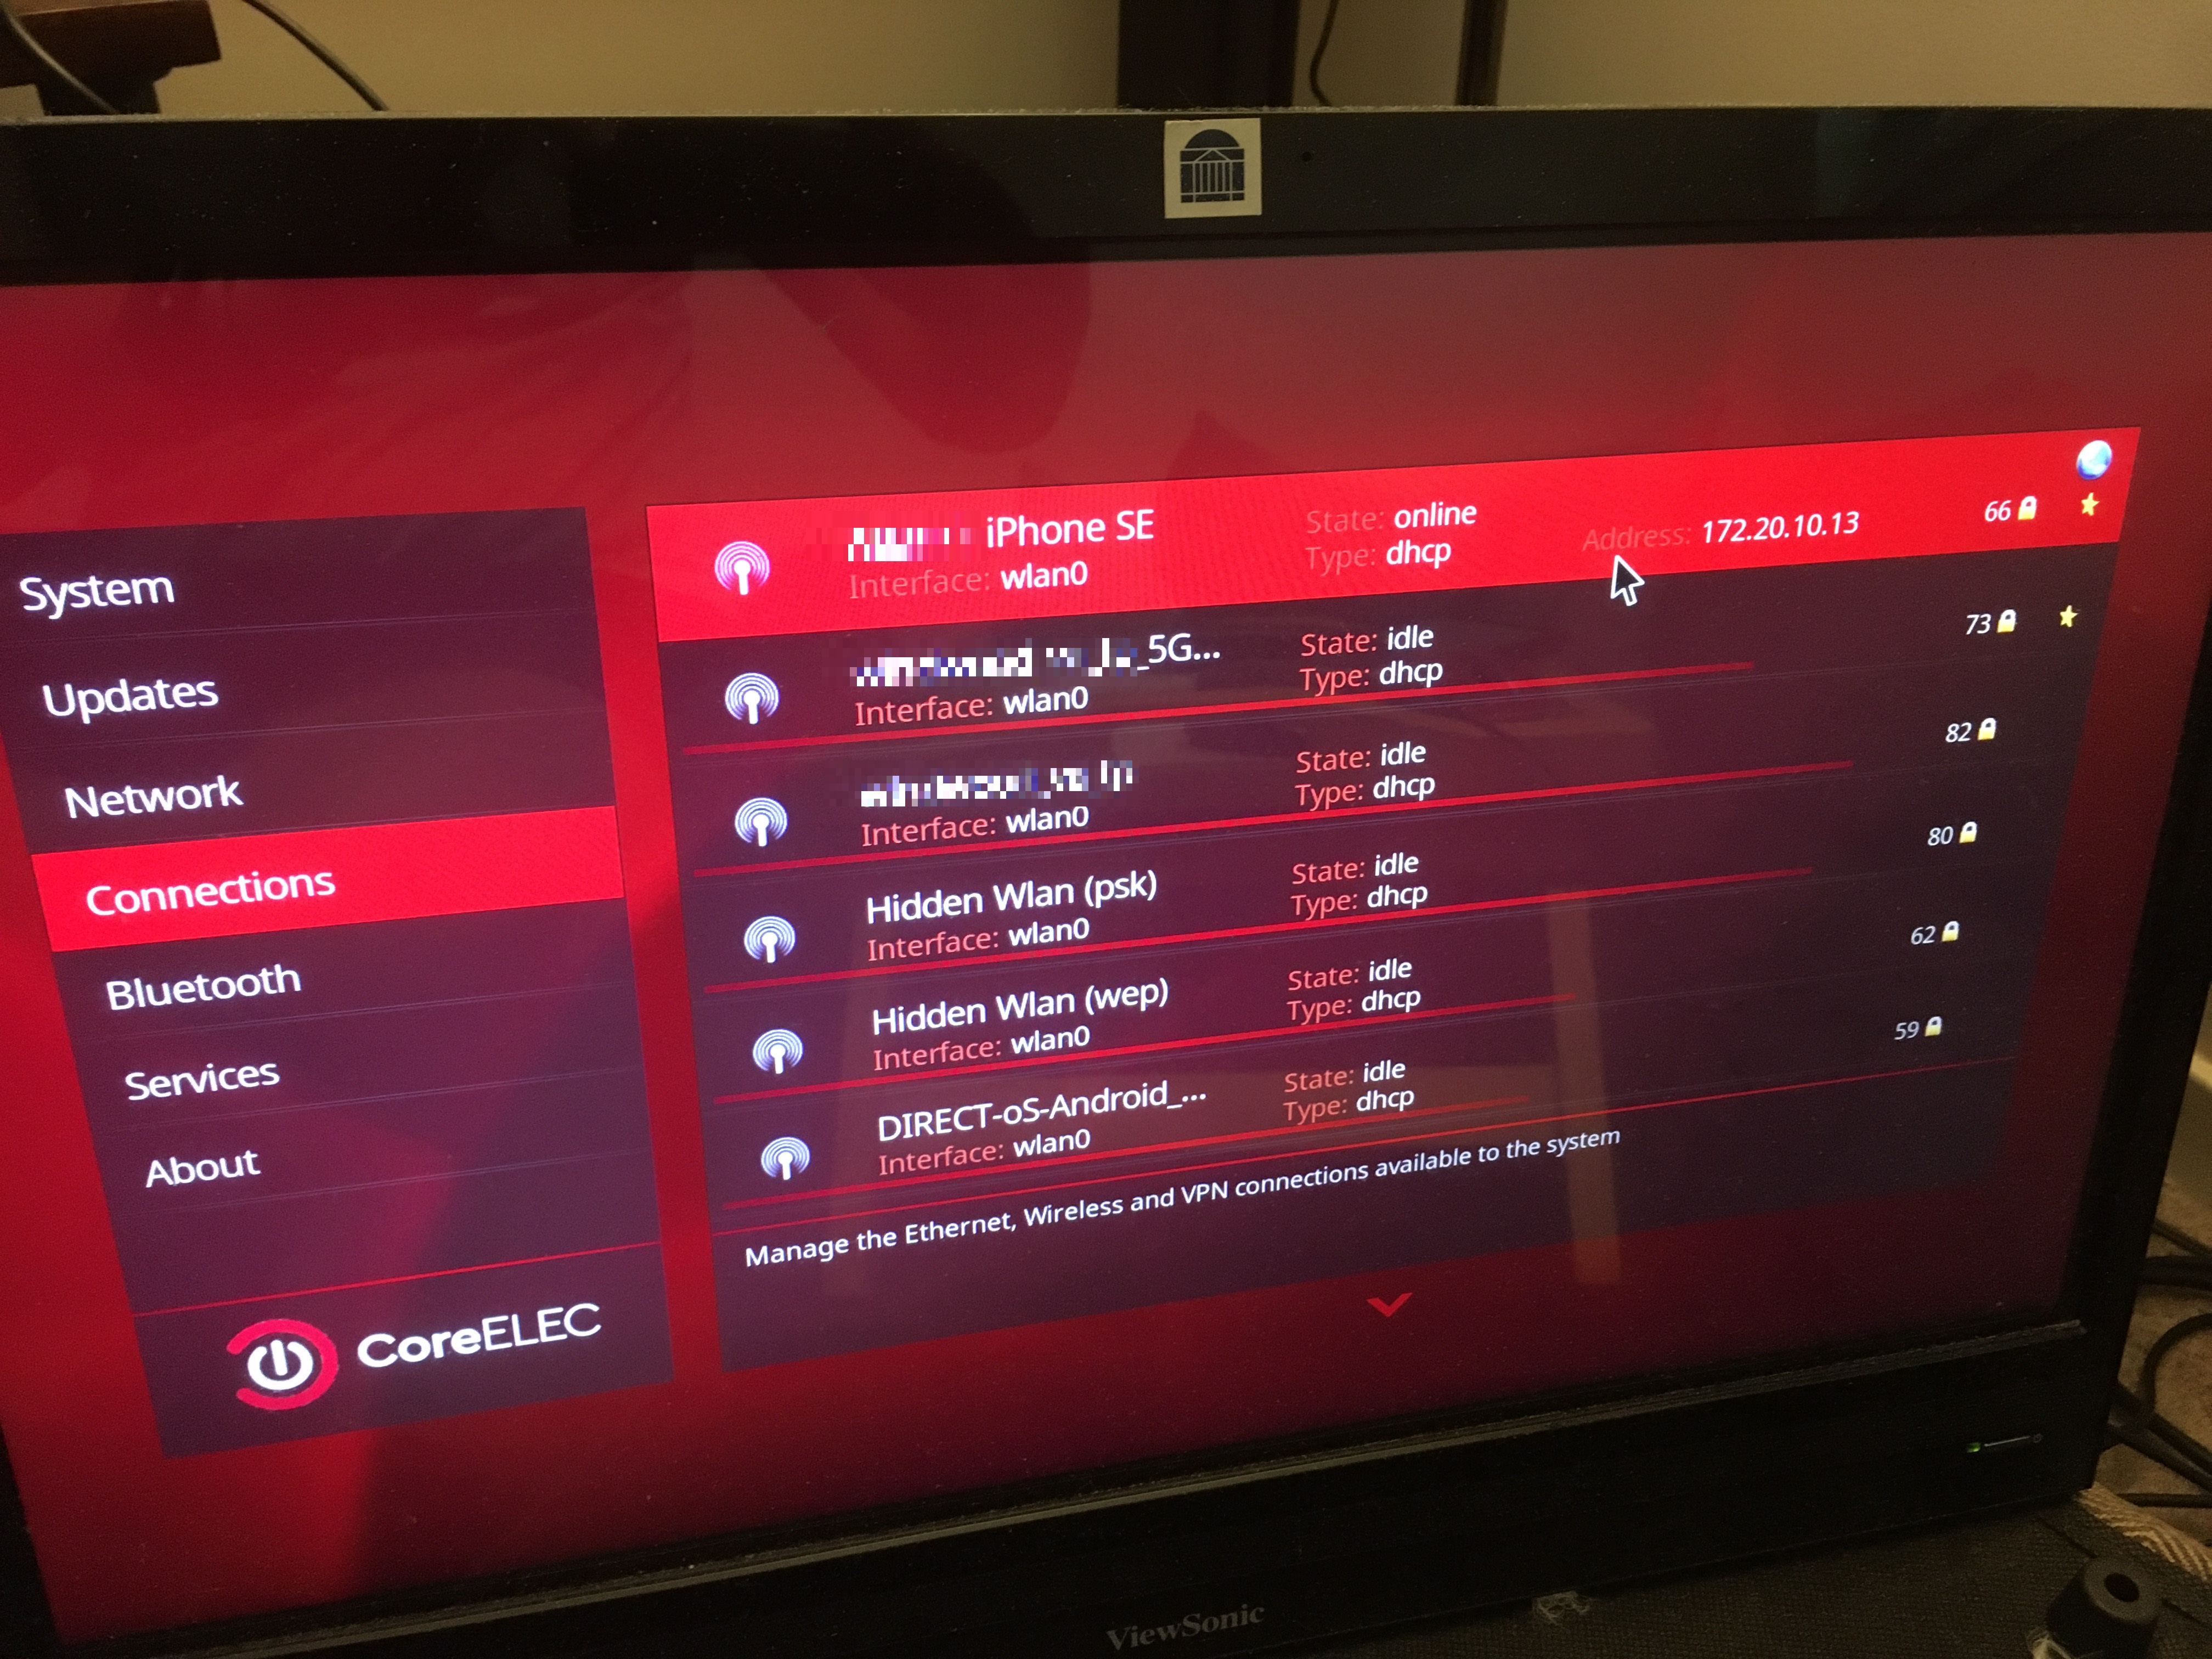 System
Updates
Network
Connections
Bluetooth
Services
About
CoreELEC
iPhone SE
Interface: wlan0
State: online
Type: dhcp
Address: 172.20.10.13
66
_5G...
Interface: wlan0
State: idle
Type: dhcp
73
Interface: wlan0
State: idle
Type: dhcp
82
Hidden Wlan (psk)
Interface: wlan0
State: idle
Type: dhcp
80
Hidden Wlan (wep)
Interface: wlan0
State: idle
Type: dhcp
62
DIRECT-oS-Android_...
Interface: wlan0
State: idle
Type: dhcp
59
Manage the Ethernet, Wireless and VPN connections available to the system
ViewSonic